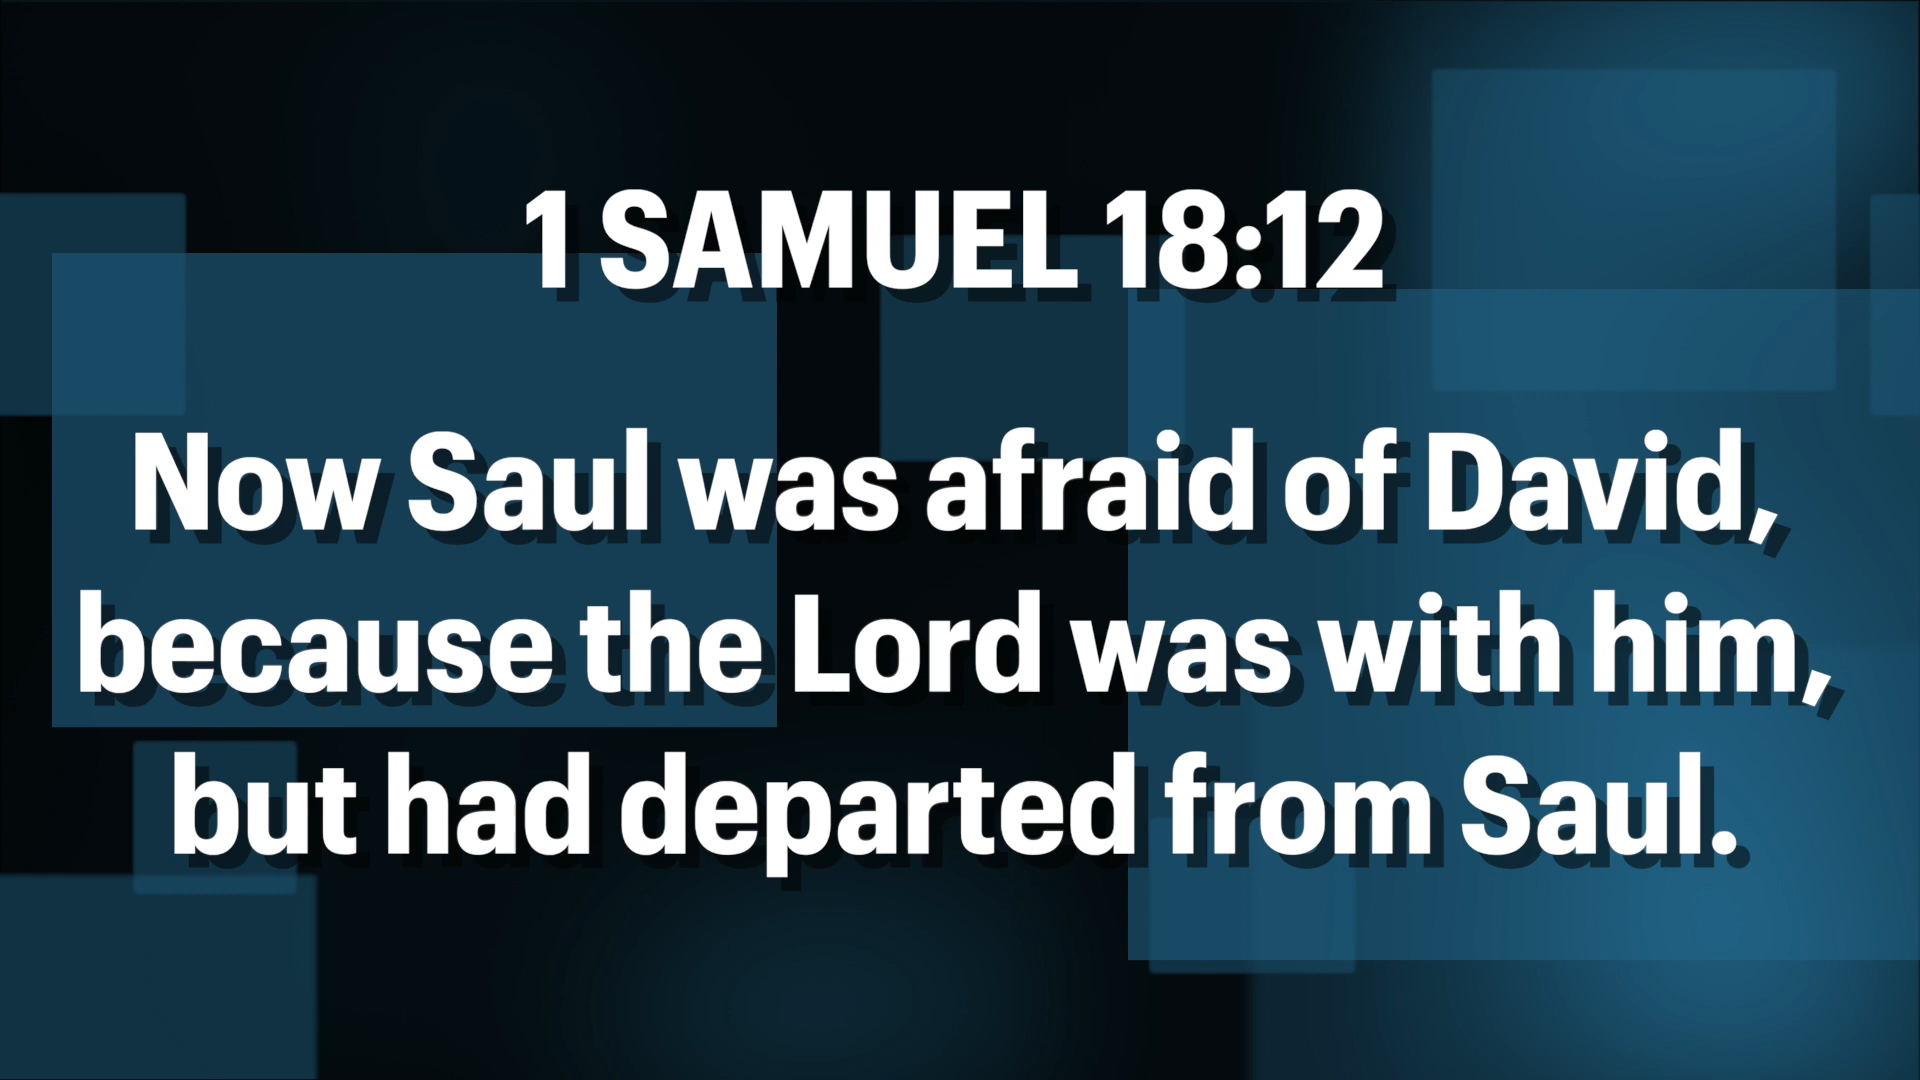 1 SAMUEL 18:12
Now Saul was afraid of David,
because the Lord was with him,
but had departed from Saul.